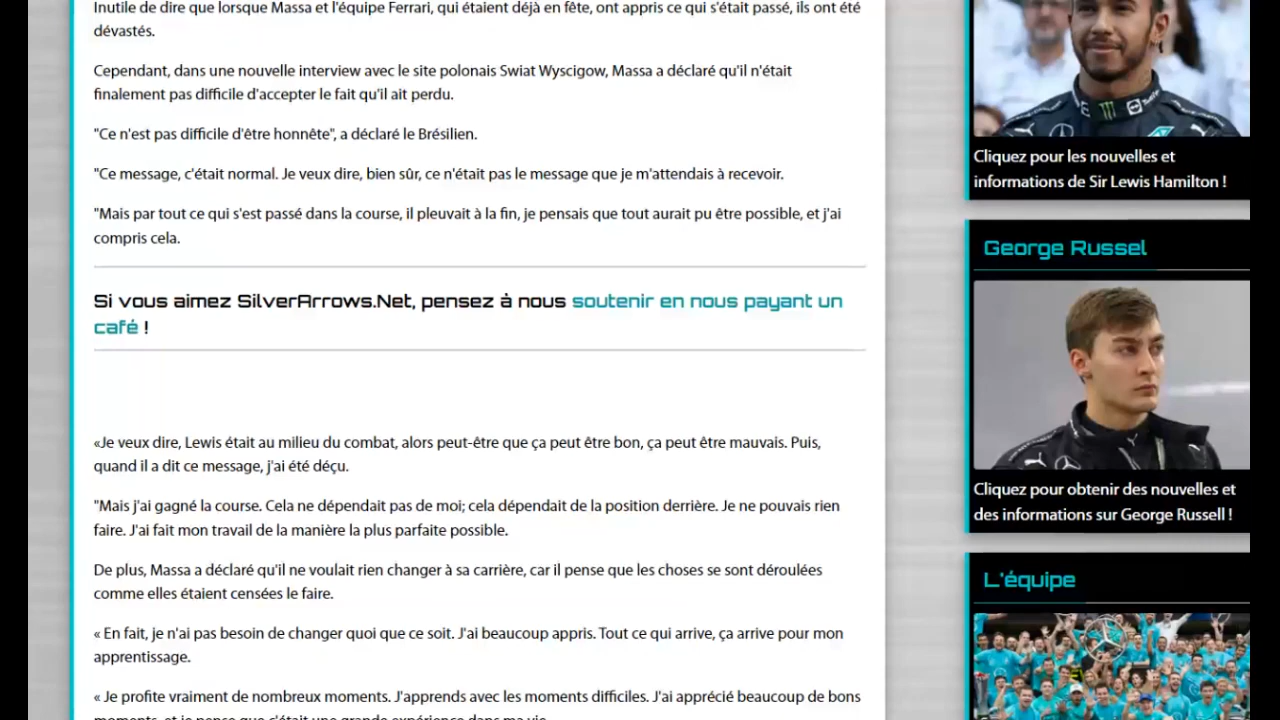 Inutile de dire que lorsque Massa et l'équipe Ferrari, qui étaient déjà en fête, ont appris ce qui s'était passé, ils ont été
dévastés.
Cependant, dans une nouvelle interview avec le site polonais Swiat Wyscigow, Massa a déclaré qu'il n'était
finalement pas difficile d'accepter le fait qu'il ait perdu.
"Ce n'est pas difficile d'être honnête", a déclaré le Brésilien.
"Ce message, c'était normal. Je veux dire, bien sûr, ce n'était pas le message que je m'attendais à recevoir.
"Mais par tout ce qui s'est passé dans la course, il pleuvait à la fin, je pensais que tout aurait pu être possible, et j'ai
compris cela.
Si vous aimez SilverArrows.Net, pensez à nous soutenir en nous payant un
café !
«Je veux dire, Lewis était au milieu du combat, alors peut-être que ça peut être bon, ça peut être mauvais. Puis,
quand il a dit ce message, j'ai été déçu.
"Mais j'ai gagné la course. Cela ne dépendait pas de moi; cela dépendait de la position derrière. Je ne pouvais rien
faire. J'ai fait mon travail de la manière la plus parfaite possible.
De plus, Massa a déclaré qu'il ne voulait rien changer à sa carrière, car il pense que les choses se sont déroulées
comme elles étaient censées le faire.
« En fait, je n'ai pas besoin de changer quoi que ce soit. J'ai beaucoup appris. Tout ce qui arrive, ça arrive pour mon
apprentissage.
« Je profite vraiment de nombreux moments. J'apprends avec les moments difficiles. J'ai apprécié beaucoup de bons
moments, et je pense que c'était une grande expérience dans ma vie.
Cliquez pour les nouvelles et
informations de Sir Lewis Hamilton !
George Russel
Cliquez pour obtenir des nouvelles et
des informations sur George Russell !
L'équipe